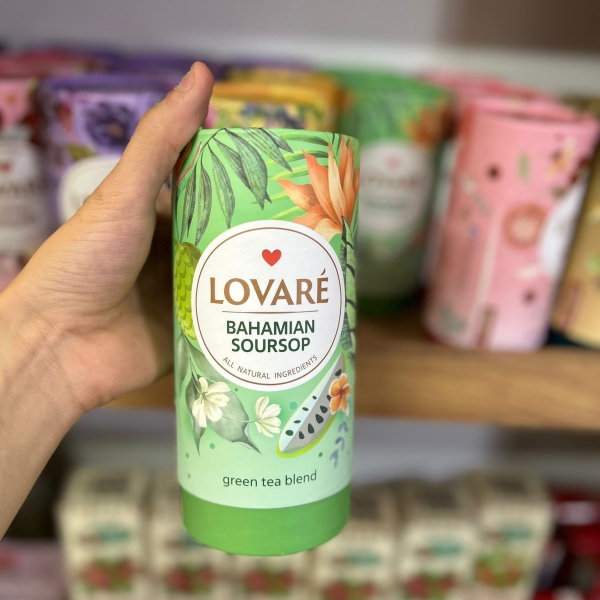 LOVARÉ
BAHAMIAN
SOURSOP
ALL NATURAL INGREDIENTS
green tea blend